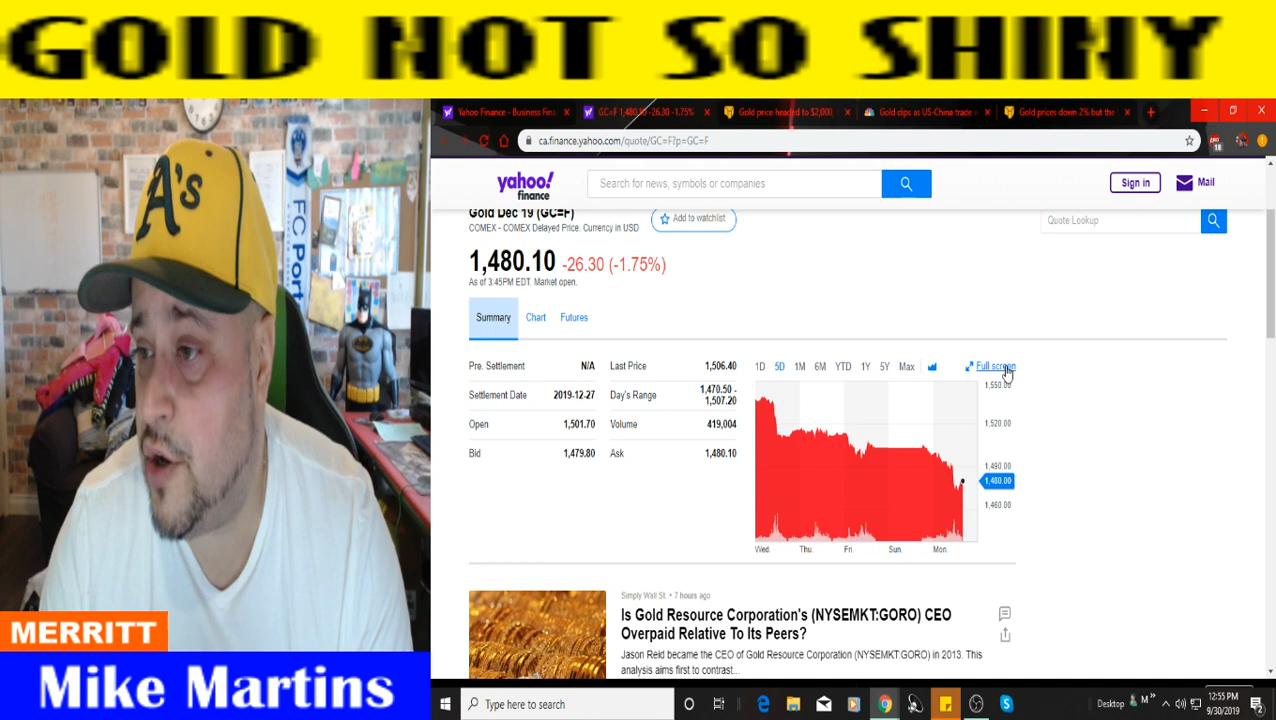 GOLD NOT SO SHINY
Yahoo Finance - Business Fin
GC=F 1,480.10 -26.30 -1.75%
Gold price headed to $2,000
Gold dips as US-China trade
Gold prices down 2% but the
ca.finance.yahoo.com/quote/GC=F?p=GC=F
yahoo!
finance
Search for news, symbols or companies
Sign in
Mail
Gold Dec 19 (GC=F)
COMEX - COMEX Delayed Price. Currency in USD
Add to watchlist
Quote Lookup
1,480.10 -26.30 (-1.75%)
As of 3:45PM EDT. Market open.
Summary Chart Futures
Pre. Settlement N/A
Settlement Date 2019-12-27
Open 1,501.70
Bid 1,479.80
Last Price 1,506.40
Day's Range 1,470.50 -
1,507.20
Volume 419,004
Ask 1,480.10
1D 5D 1M 6M YTD 1Y 5Y Max
Full screen
1,550.00
1,520.00
1,490.00
1,480.00
1,460.00
Wed. Thu. Fri. Sun. Mon.
Simply Wall St. • 7 hours ago
Is Gold Resource Corporation's (NYSEMKT:GORO) CEO
Overpaid Relative To Its Peers?
Jason Reid became the CEO of Gold Resource Corporation (NYSEMKT:GORO) in 2013. This
analysis aims first to contrast...
A's
FC Port
MERRITT
Mike Martins
Type here to search
Desktop
M
12:55 PM
9/30/2019